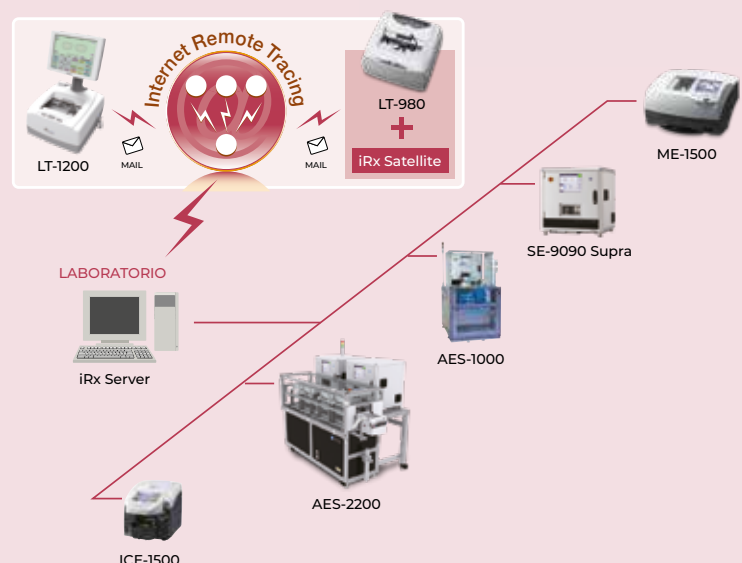 Internet Remote Tracing
LT-1200
MAIL
MAIL
LT-980
+
iRx Satellite
ME-1500
SE-9090 Supra
LABORATORIO
iRx Server
AES-1000
AES-2200
ICE-1500